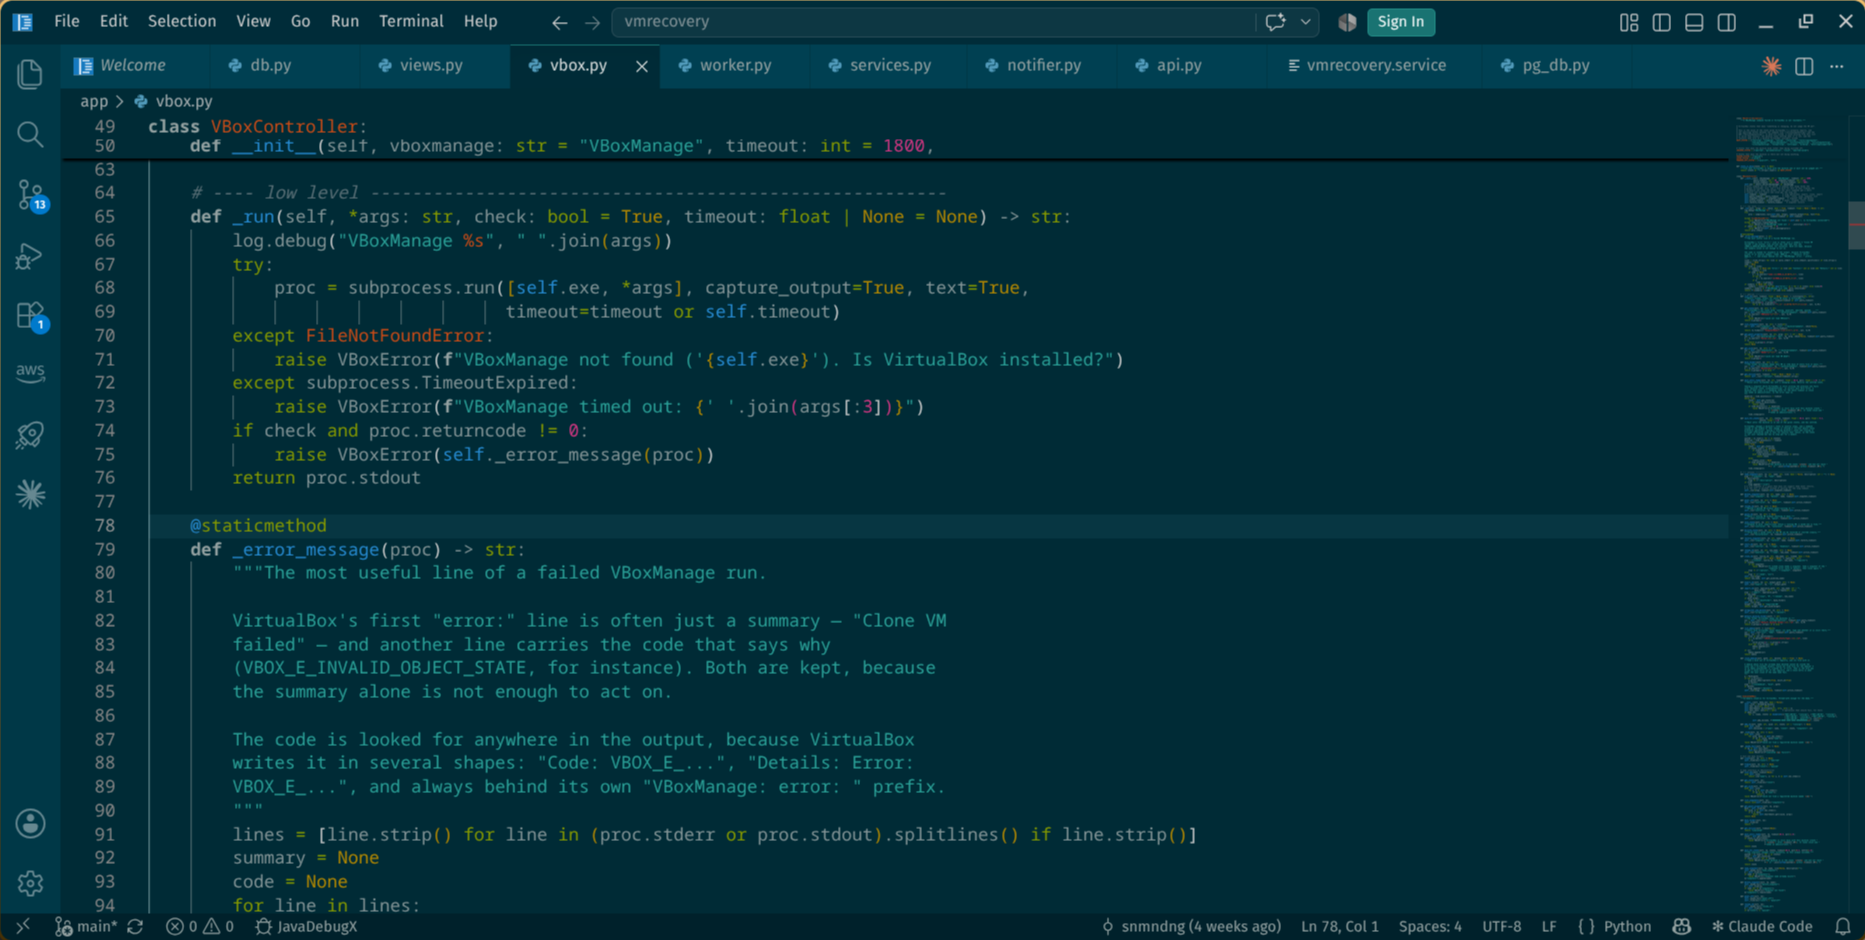 File Edit Selection View Go Run Terminal Help vmrecovery Sign In
Welcome db.py views.py vbox.py worker.py services.py notifier.py api.py vmrecovery.service pg_db.py
app > vbox.py
49 class VBoxController:
50     def __init__(self, vboxmanage: str = "VBoxManage", timeout: int = 1800,
63
64     # ---- low level -------------------------------------------------------
65     def _run(self, *args: str, check: bool = True, timeout: float | None = None) -> str:
66         log.debug("VBoxManage %s", " ".join(args))
67         try:
68             proc = subprocess.run([self.exe, *args], capture_output=True, text=True,
69                                   timeout=timeout or self.timeout)
70         except FileNotFoundError:
71             raise VBoxError(f"VBoxManage not found ('{self.exe}'). Is VirtualBox installed?")
72         except subprocess.TimeoutExpired:
73             raise VBoxError(f"VBoxManage timed out: {' '.join(args[:3])}")
74         if check and proc.returncode != 0:
75             raise VBoxError(self._error_message(proc))
76         return proc.stdout
77
78     @staticmethod
79     def _error_message(proc) -> str:
80         """The most useful line of a failed VBoxManage run.
81
82         VirtualBox's first "error:" line is often just a summary — "Clone VM
83         failed" — and another line carries the code that says why
84         (VBOX_E_INVALID_OBJECT_STATE, for instance). Both are kept, because
85         the summary alone is not enough to act on.
86
87         The code is looked for anywhere in the output, because VirtualBox
88         writes it in several shapes: "Code: VBOX_E_...", "Details: Error:
89         VBOX_E_...", and always behind its own "VBoxManage: error: " prefix.
90         """
91         lines = [line.strip() for line in (proc.stderr or proc.stdout).splitlines() if line.strip()]
92         summary = None
93         code = None
94         for line in lines:
13
1
aws
main* 0 0 JavaDebugX snmndng (4 weeks ago) Ln 78, Col 1 Spaces: 4 UTF-8 LF { } Python Claude Code